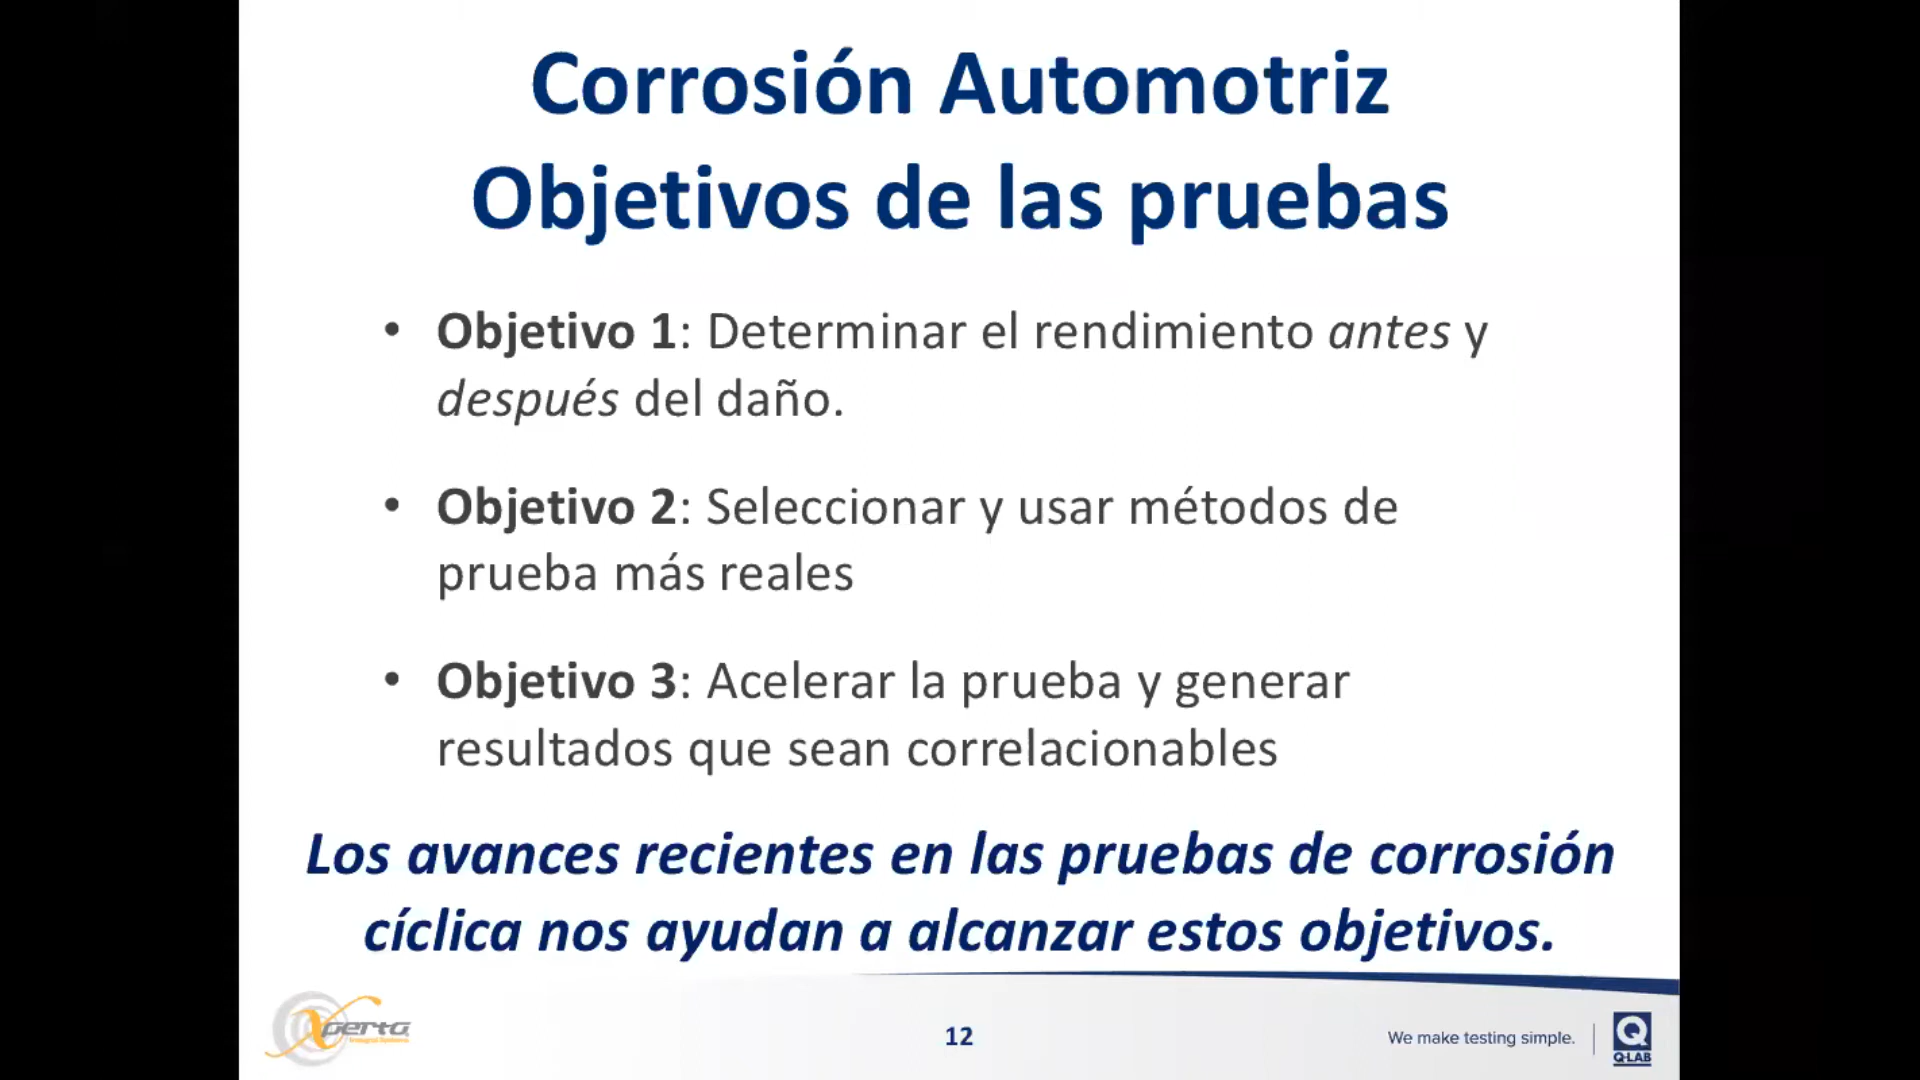 Corrosión Automotriz
Objetivos de las pruebas
• Objetivo 1: Determinar el rendimiento antes y
después del daño.
• Objetivo 2: Seleccionar y usar métodos de
prueba más reales
• Objetivo 3: Acelerar la prueba y generar
resultados que sean correlacionables
Los avances recientes en las pruebas de corrosión
cíclica nos ayudan a alcanzar estos objetivos.
Xperta
12
We make testing simple.
Q-LAB